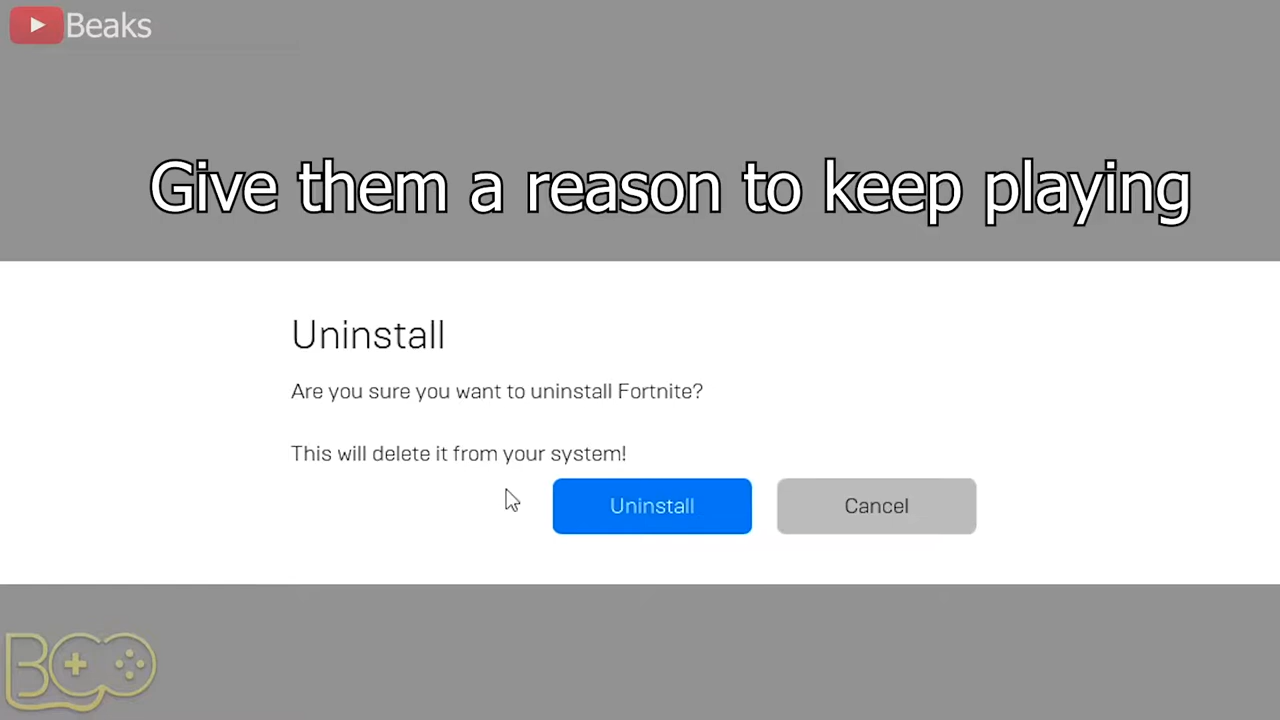 Beaks
Give them a reason to keep playing
Uninstall
Are you sure you want to uninstall Fortnite?
This will delete it from your system!
Uninstall
Cancel